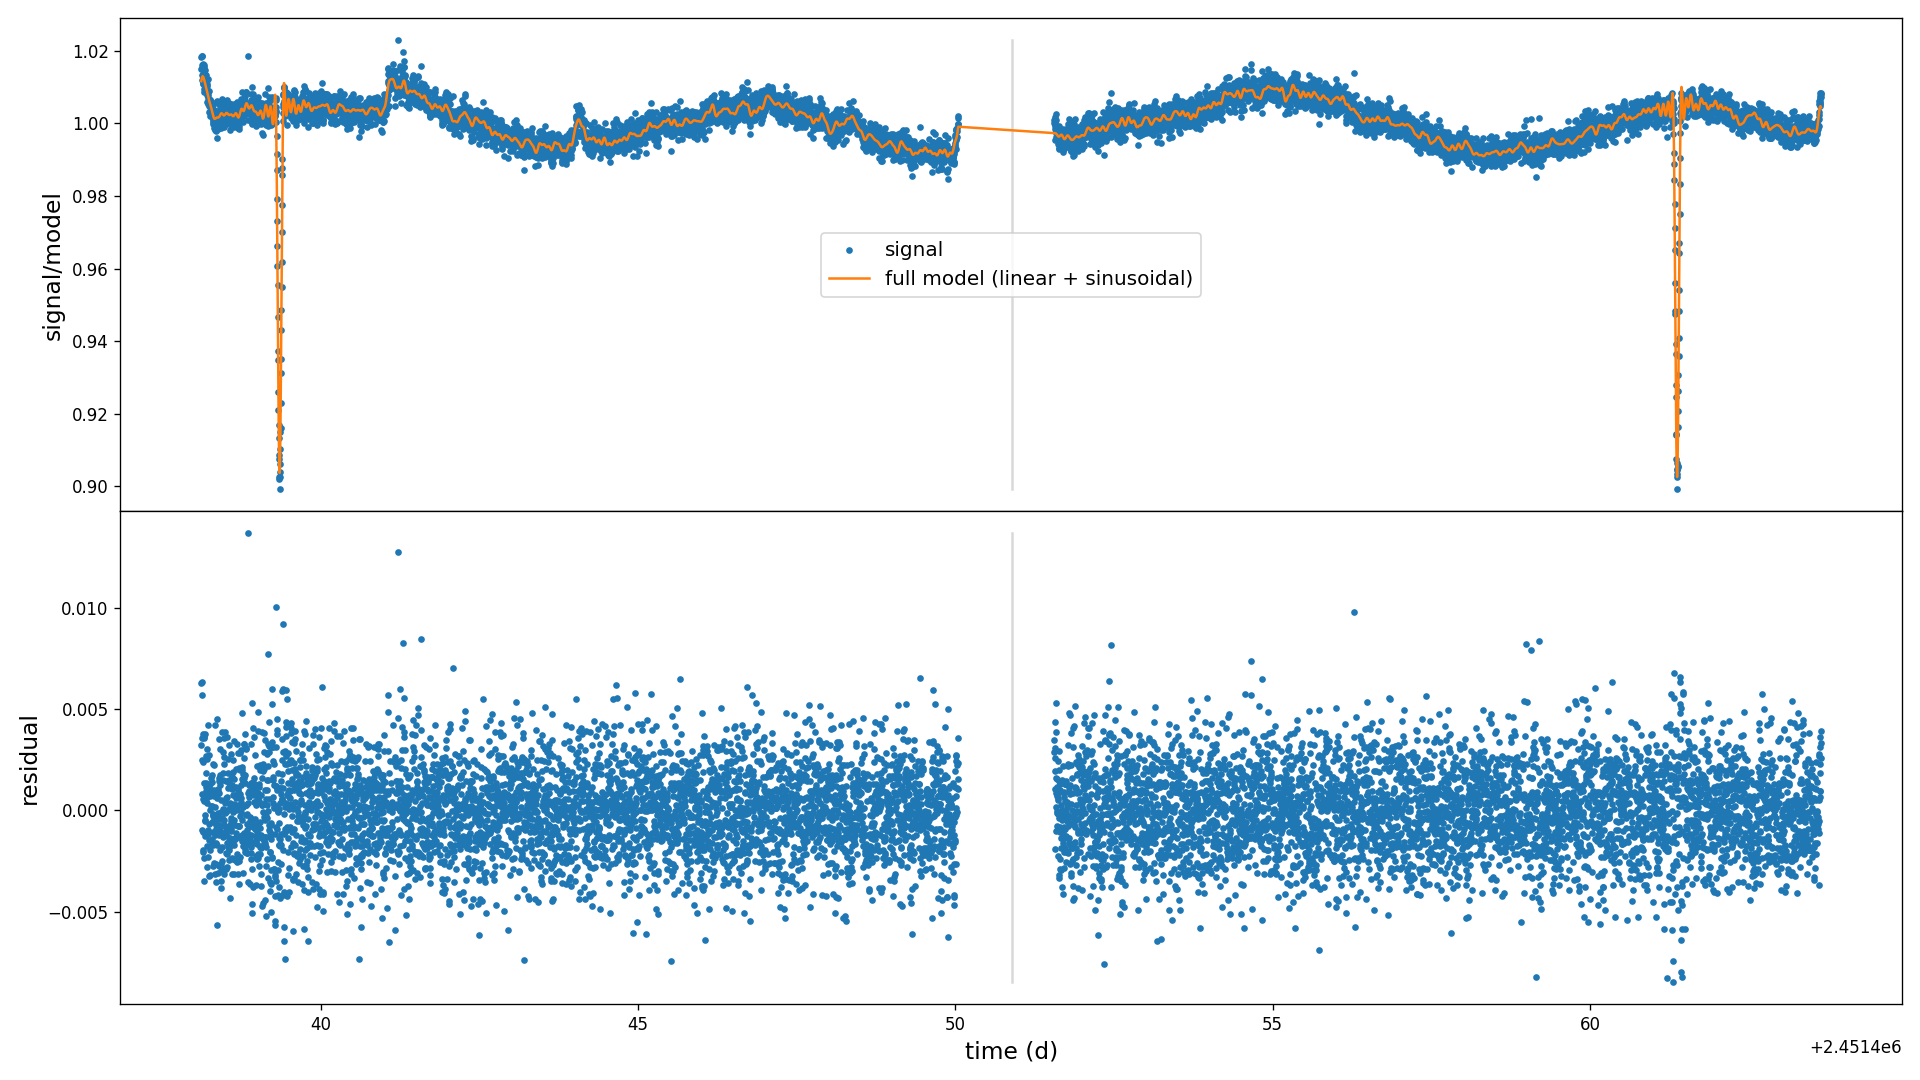 signal/model
1.02
1.00
0.98
0.96
0.94
0.92
0.90
signal
full model (linear + sinusoidal)
residual
0.010
0.005
0.000
−0.005
40
45
50
55
60
time (d)
+2.4514e6